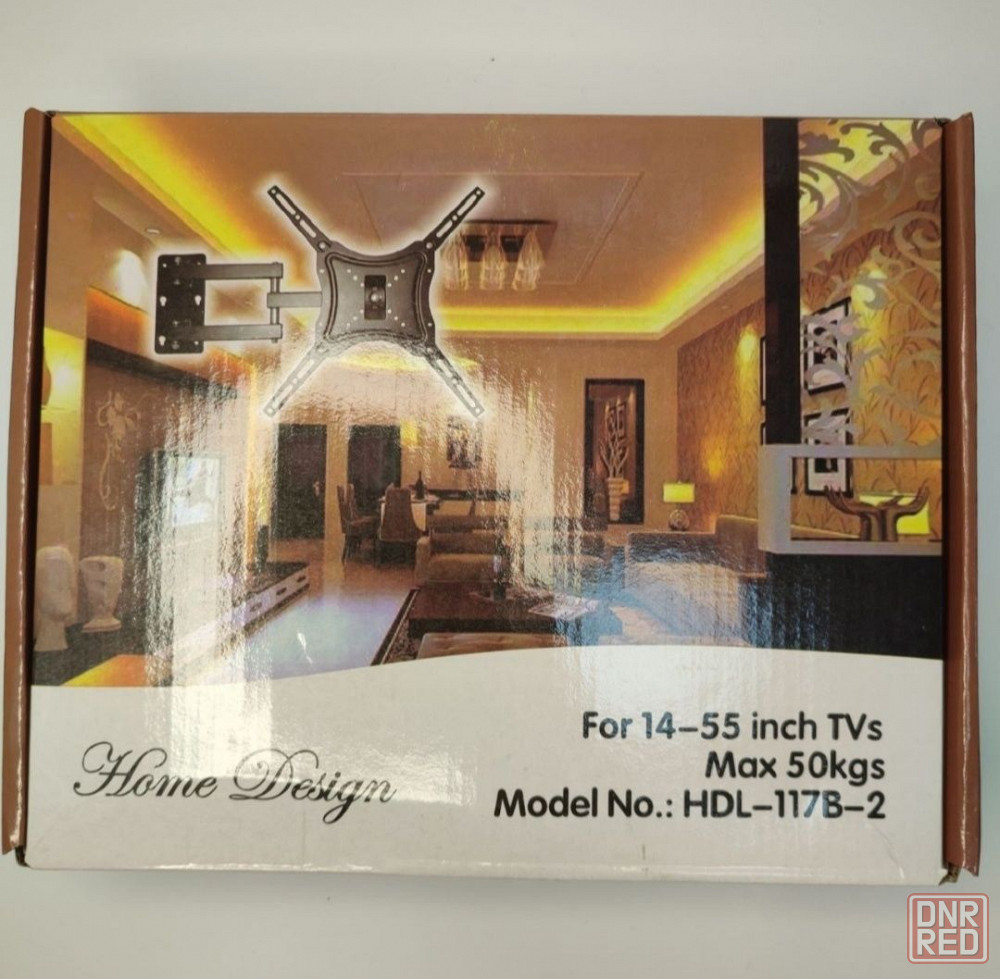 For 14–55 inch TVs
Max 50kgs
Home Design
Model No.: HDL–117B–2
DNR
RED